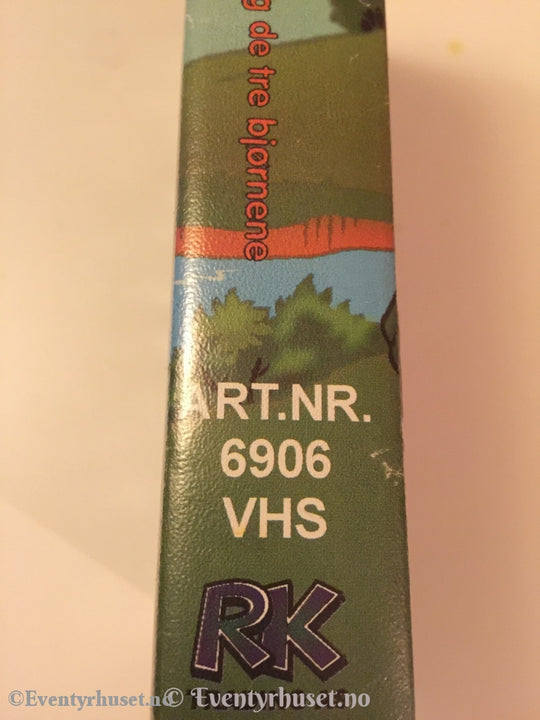 g de tre bjørnene
ART.NR.
6906
VHS
RK
©Eventyrhuset.no
© Eventyrhuset.no